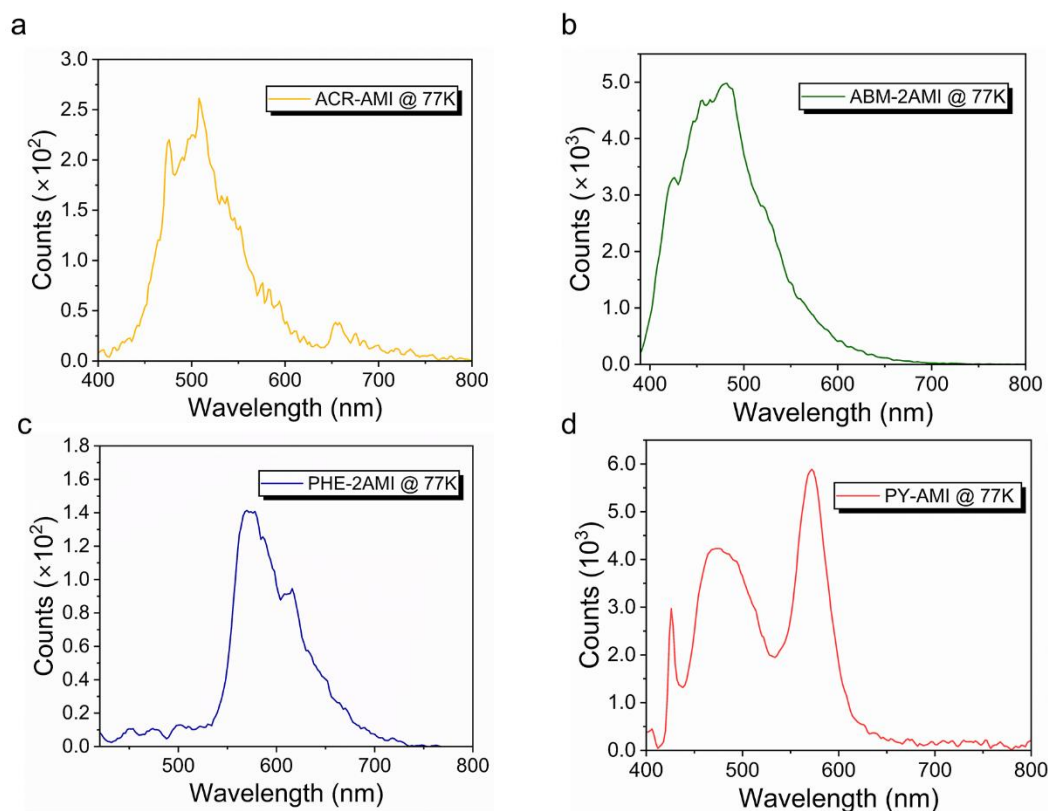 a
3.0
2.5
2.0
1.5
1.0
0.5
0.0
Counts (×10²)
ACR-AMI @ 77K
400 500 600 700 800
Wavelength (nm)
b
5.0
4.0
3.0
2.0
1.0
0.0
Counts (×10³)
ABM-2AMI @ 77K
400 500 600 700 800
Wavelength (nm)
c
1.8
1.6
1.4
1.2
1.0
0.8
0.6
0.4
0.2
0.0
Counts (×10²)
PHE-2AMI @ 77K
500 600 700 800
Wavelength (nm)
d
6.0
5.0
4.0
3.0
2.0
1.0
0.0
Counts (10³)
PY-AMI @ 77K
400 500 600 700 800
Wavelength (nm)